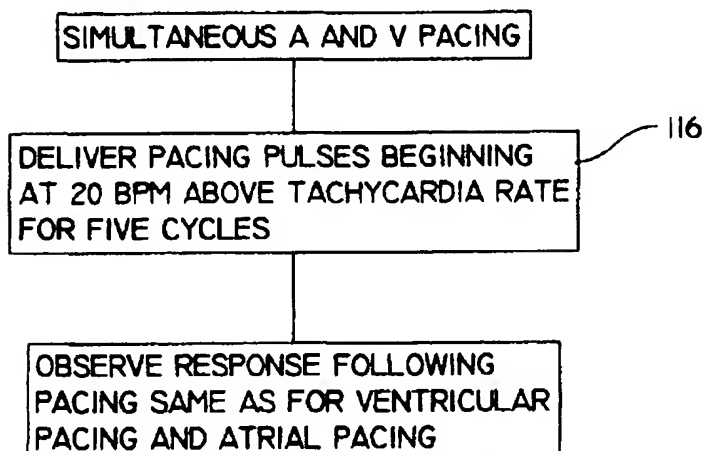 SIMULTANEOUS A AND V PACING
116
DELIVER PACING PULSES BEGINNING
AT 20 BPM ABOVE TACHYCARDIA RATE
FOR FIVE CYCLES
OBSERVE RESPONSE FOLLOWING
PACING SAME AS FOR VENTRICULAR
PACING AND ATRIAL PACING